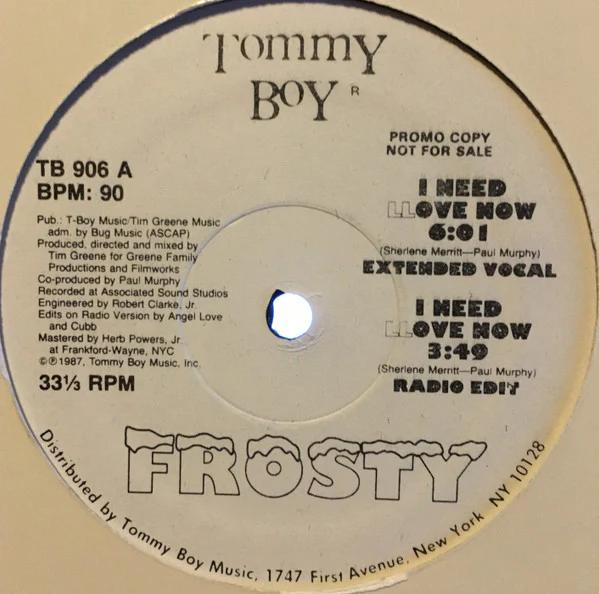 Tommy
Boy ®
PROMO COPY
NOT FOR SALE
TB 906 A
BPM: 90
Pub.: T-Boy Music/Tim Greene Music
adm. by Bug Music (ASCAP)
Produced, directed and mixed by
Tim Greene for Greene Family
Productions and Filmworks
Co-produced by Paul Murphy
Recorded at Associated Sound Studios
Engineered by Robert Clarke, Jr.
Edits on Radio Version by Angel Love
and Cubb
Mastered by Herb Powers, Jr.
at Frankford-Wayne, NYC
©℗1987, Tommy Boy Music, Inc.
33⅓ RPM
I NEED
LLOVE NOW
6:01
(Sherlene Merritt—Paul Murphy)
EXTENDED VOCAL
I NEED
LLOVE NOW
3:49
(Sherlene Merritt—Paul Murphy)
RADIO EDIT
FROSTY
Distributed by Tommy Boy Music, 1747 First Avenue, New York NY 10128